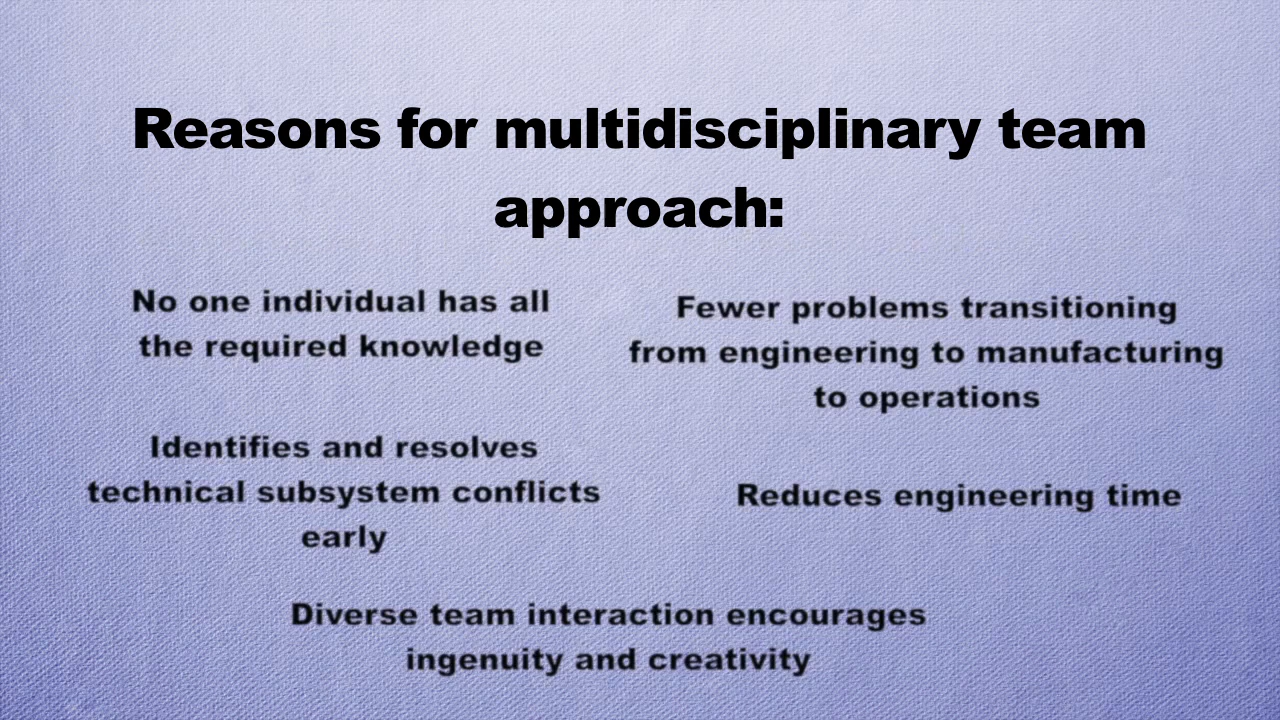 Reasons for multidisciplinary team
approach:
No one individual has all
the required knowledge
Identifies and resolves
technical subsystem conflicts
early
Fewer problems transitioning
from engineering to manufacturing
to operations
Reduces engineering time
Diverse team interaction encourages
ingenuity and creativity